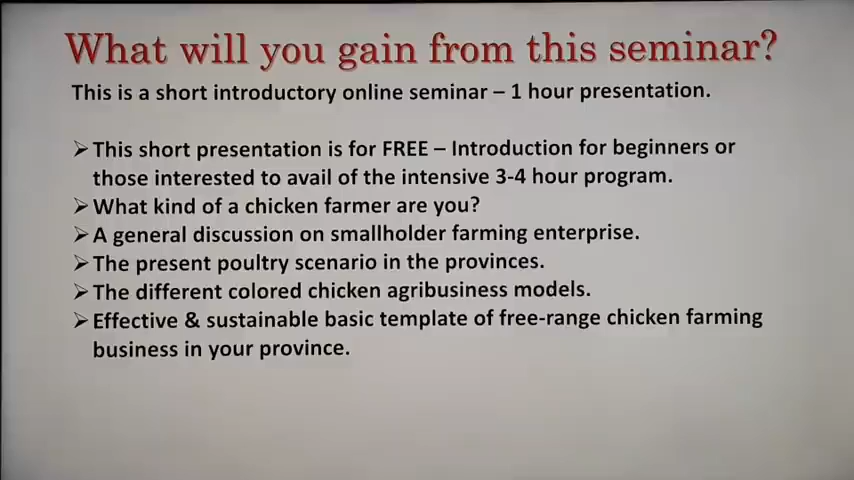 What will you gain from this seminar?
This is a short introductory online seminar – 1 hour presentation.
➢This short presentation is for FREE – Introduction for beginners or
those interested to avail of the intensive 3-4 hour program.
➢What kind of a chicken farmer are you?
➢A general discussion on smallholder farming enterprise.
➢The present poultry scenario in the provinces.
➢The different colored chicken agribusiness models.
➢Effective & sustainable basic template of free-range chicken farming
business in your province.